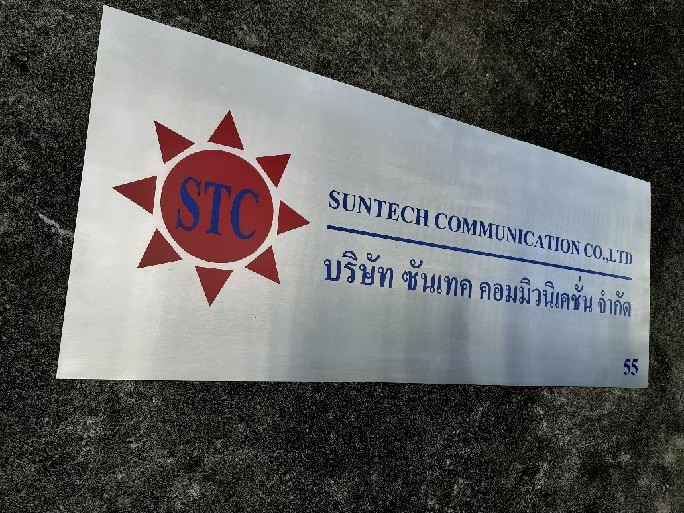 STC
SUNTECH COMMUNICATION CO.,LTD
บริษัท ซันเทค คอมมิวนิเคชั่น จำกัด
55